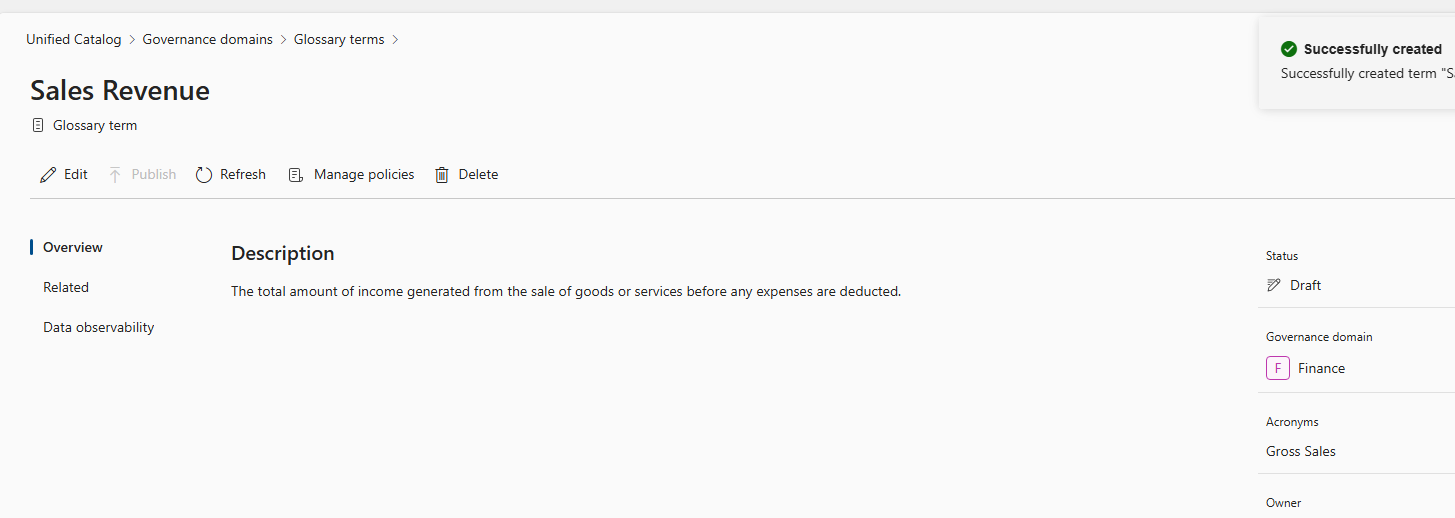 Unified Catalog > Governance domains > Glossary terms >
Successfully created
Successfully created term "S
Sales Revenue
Glossary term
Edit Publish Refresh Manage policies Delete
Overview
Related
Data observability
Description
The total amount of income generated from the sale of goods or services before any expenses are deducted.
Status
Draft
Governance domain
F Finance
Acronyms
Gross Sales
Owner